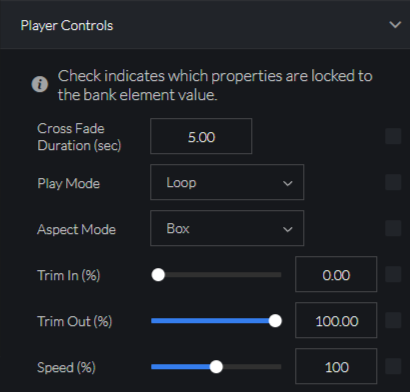 Player Controls
Check indicates which properties are locked to
the bank element value.
Cross Fade
Duration (sec)
5.00
Play Mode
Loop
Aspect Mode
Box
Trim In (%)
0.00
Trim Out (%)
100.00
Speed (%)
100